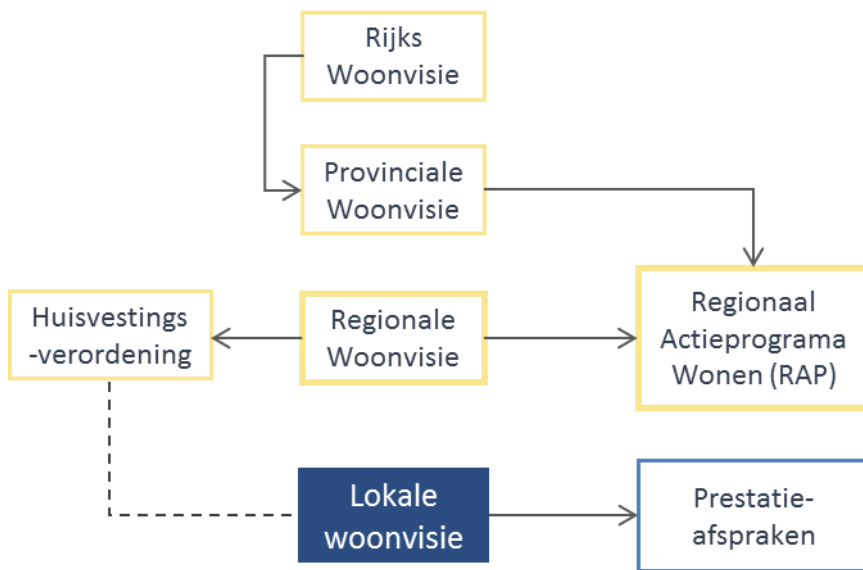 Rijks
Woonvisie
Provinciale
Woonvisie
Huisvestings
-verordening
Regionale
Woonvisie
Regionaal
Actieprograma
Wonen (RAP)
Lokale
woonvisie
Prestatie-
afspraken